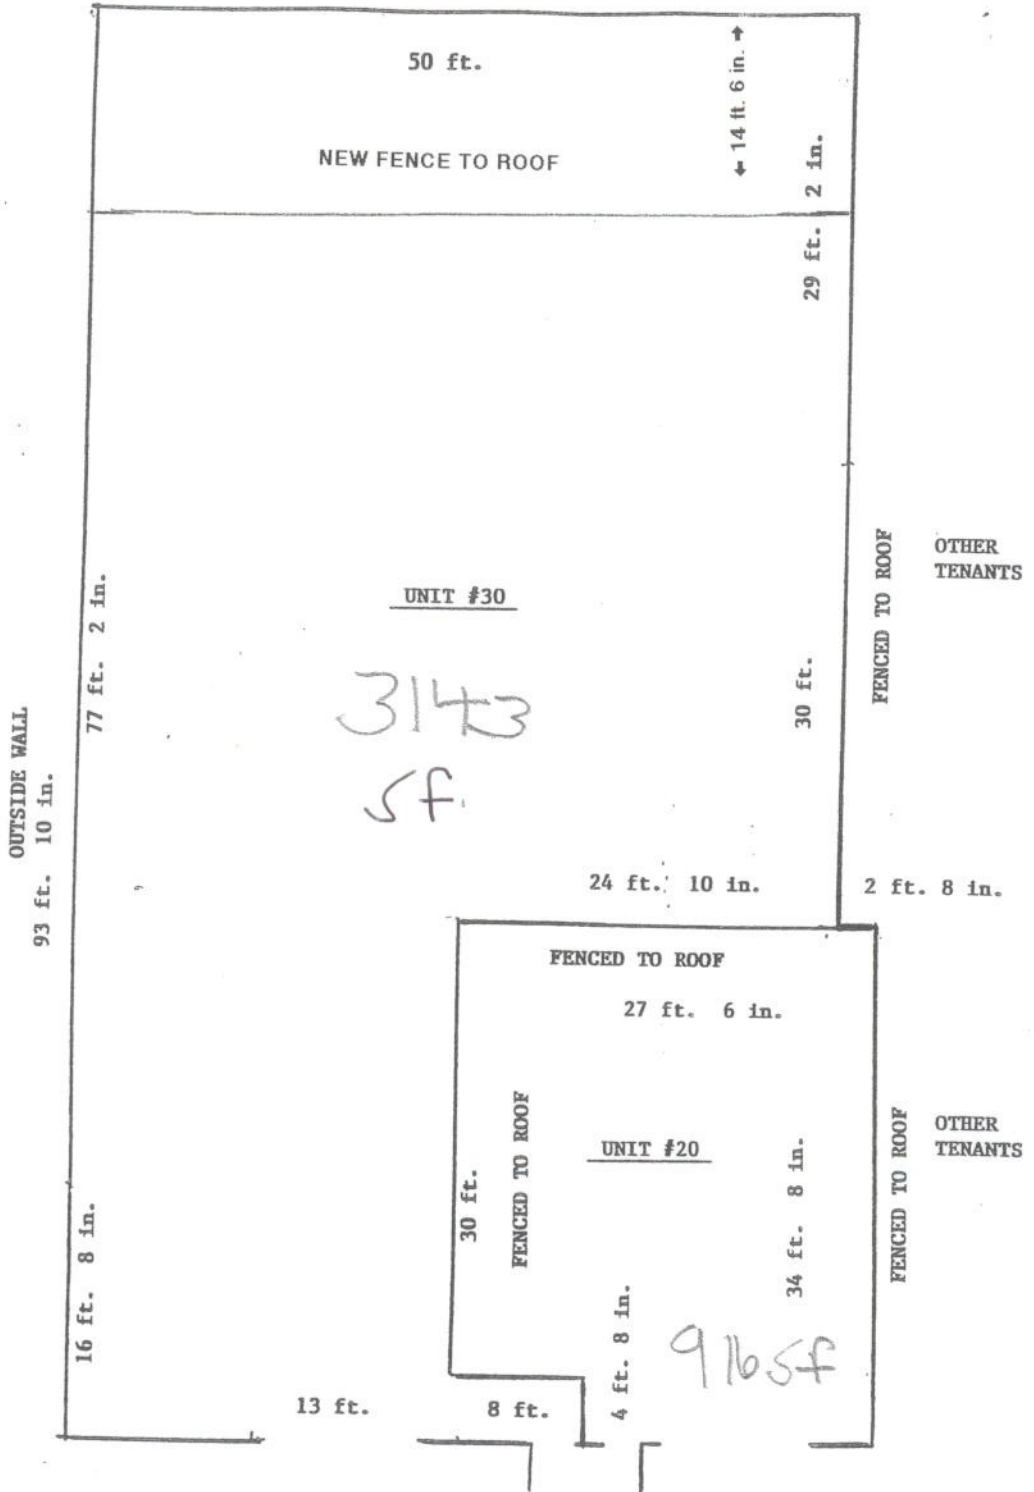 50 ft.
← 14 ft. 6 in. →
NEW FENCE TO ROOF
29 ft. 2 in.
OUTSIDE WALL
93 ft. 10 in.
77 ft. 2 in.
UNIT #30
3143
sf.
30 ft.
FENCED TO ROOF
OTHER
TENANTS
24 ft. 10 in.
2 ft. 8 in.
FENCED TO ROOF
27 ft. 6 in.
16 ft. 8 in.
30 ft.
FENCED TO ROOF
UNIT #20
34 ft. 8 in.
FENCED TO ROOF
OTHER
TENANTS
4 ft. 8 in.
916 sf
13 ft.
8 ft.